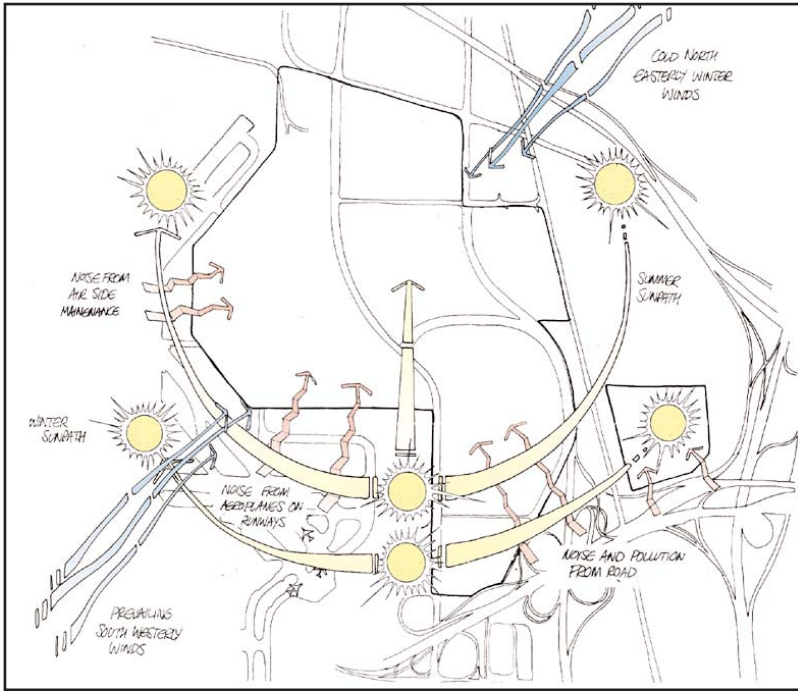 COLD NORTH
EASTERLY WINTER
WINDS
NOISE FROM
AIR SIDE
MAINENANCE
SUMMER
SUNPATH
WINTER
SUNPATH
NOISE FROM
AEROPLANES ON
RUNWAYS
NOISE AND POLLUTION
FROM ROAD
PREVAILING
SOUTH WESTERLY
WINDS